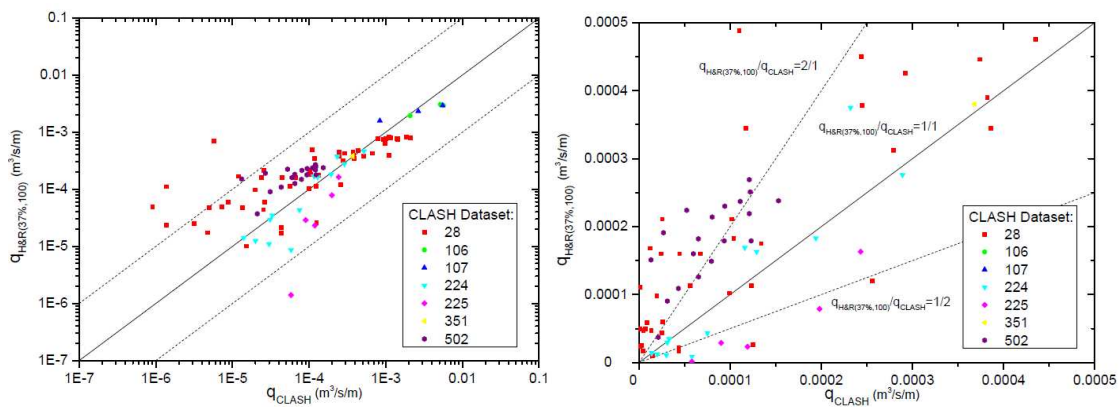 0.1
0.01
1E-3
1E-4
1E-5
1E-6
1E-7
q_H&R(37%,100) (m³/s/m)
1E-7 1E-6 1E-5 1E-4 1E-3 0.01 0.1
q_CLASH (m³/s/m)
CLASH Dataset:
28
106
107
224
225
351
502
0.0005
0.0004
0.0003
0.0002
0.0001
0
q_H&R(37%,100) (m³/s/m)
0 0.0001 0.0002 0.0003 0.0004 0.0005
q_CLASH (m³/s/m)
q_H&R(37%,100)/q_CLASH=2/1
q_H&R(37%,100)/q_CLASH=1/1
q_H&R(37%,100)/q_CLASH=1/2
CLASH Dataset:
28
106
107
224
225
351
502